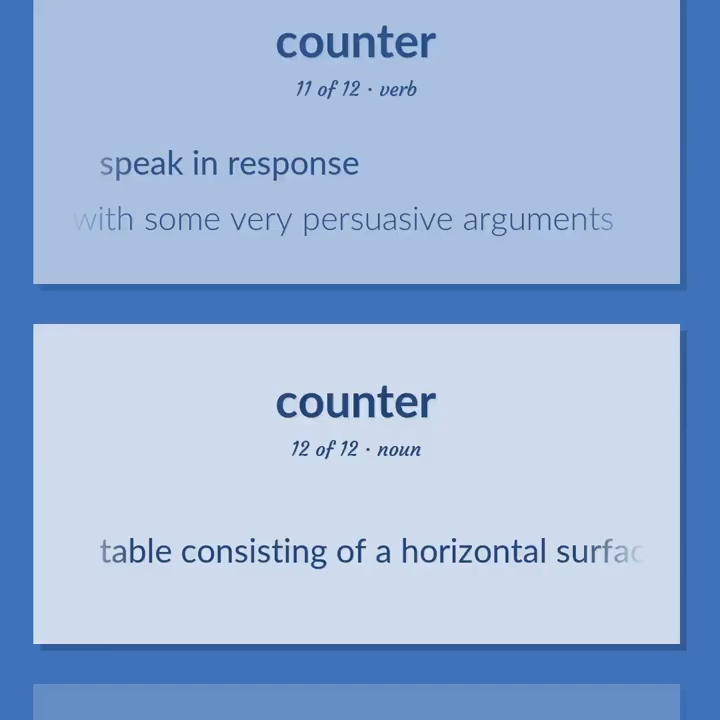 counter
11 of 12 · verb
speak in response
with some very persuasive arguments
counter
12 of 12 · noun
table consisting of a horizontal surfac